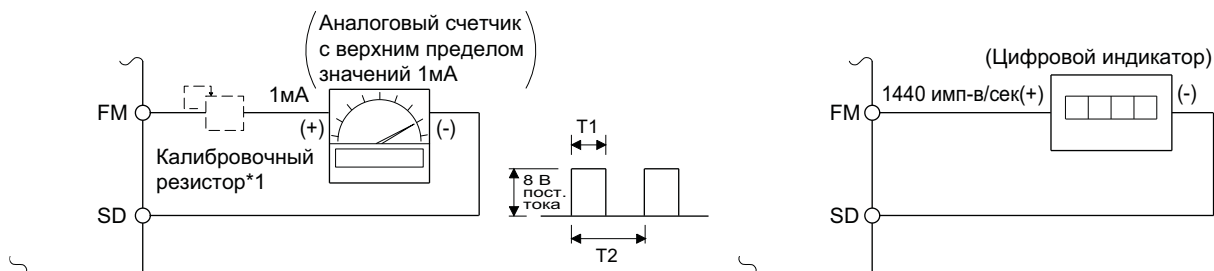 Аналоговый счетчик
с верхним пределом
значений 1мА
FM
1мА
(+)
(-)
Калибровочный
резистор*1
SD
T1
8 В
пост.
тока
T2
(Цифровой индикатор)
FM
1440 имп-в/сек(+)
(-)
SD